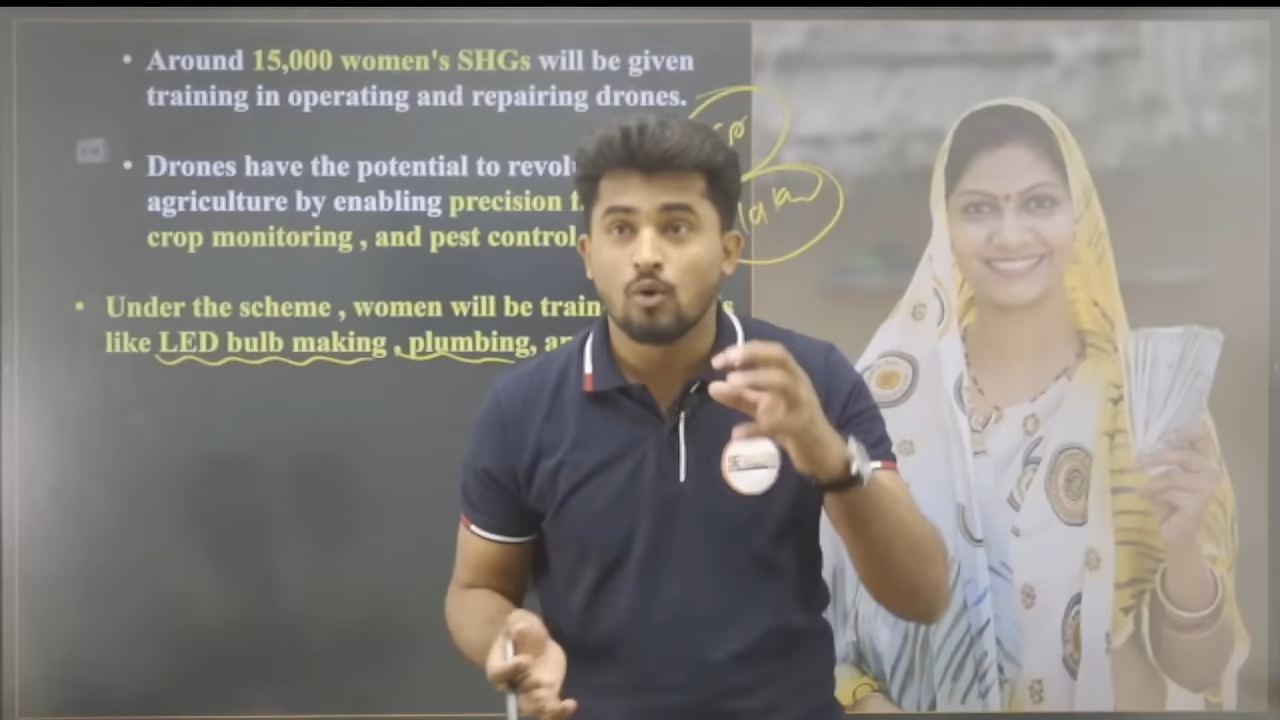 • Around 15,000 women's SHGs will be given
training in operating and repairing drones.
• Drones have the potential to
agriculture by enabling precision
crop monitoring , and pest control
• Under the scheme , women will be
like LED bulb making , plumbing,